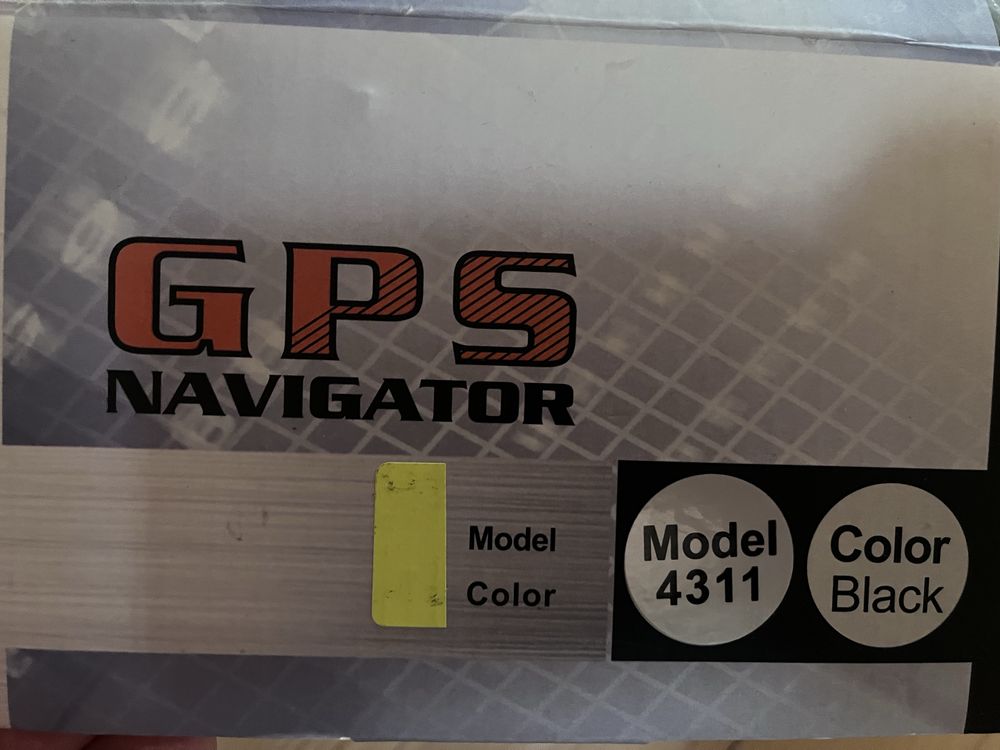 GPS
NAVIGATOR
Model
Color
Model
4311
Color
Black